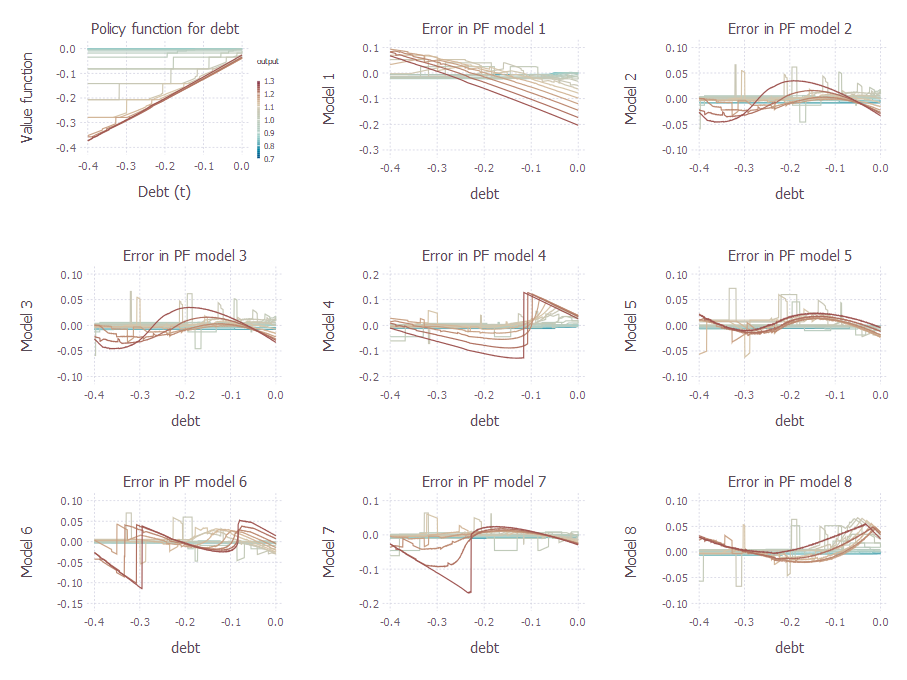 Policy function for debt
Value function
0.0
-0.1
-0.2
-0.3
-0.4
-0.4 -0.3 -0.2 -0.1 0.0
Debt (t)
output
1.3
1.2
1.1
1.0
0.9
0.8
0.7
Error in PF model 1
Model 1
0.1
0.0
-0.1
-0.2
-0.3
-0.4 -0.3 -0.2 -0.1 0.0
debt
Error in PF model 2
Model 2
0.10
0.05
0.00
-0.05
-0.10
-0.4 -0.3 -0.2 -0.1 0.0
debt
Error in PF model 3
Model 3
0.10
0.05
0.00
-0.05
-0.10
-0.4 -0.3 -0.2 -0.1 0.0
debt
Error in PF model 4
Model 4
0.2
0.1
0.0
-0.1
-0.2
-0.4 -0.3 -0.2 -0.1 0.0
debt
Error in PF model 5
Model 5
0.10
0.05
0.00
-0.05
-0.10
-0.4 -0.3 -0.2 -0.1 0.0
debt
Error in PF model 6
Model 6
0.10
0.05
0.00
-0.05
-0.10
-0.15
-0.4 -0.3 -0.2 -0.1 0.0
debt
Error in PF model 7
Model 7
0.1
0.0
-0.1
-0.2
-0.4 -0.3 -0.2 -0.1 0.0
debt
Error in PF model 8
Model 8
0.10
0.05
0.00
-0.05
-0.10
-0.4 -0.3 -0.2 -0.1 0.0
debt